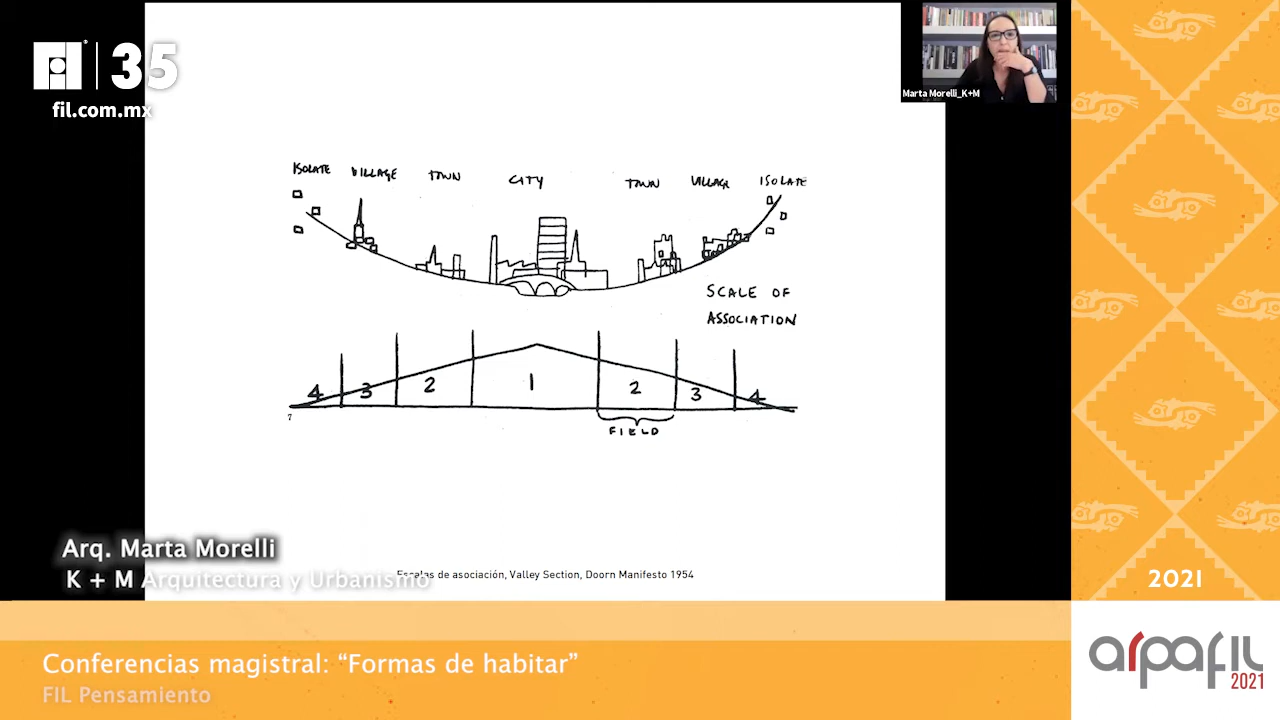 FIL 35
fil.com.mx
Marta Morelli_K+M
ISOLATE VILLAGE TOWN CITY TOWN VILLAGE ISOLATE
SCALE OF
ASSOCIATION
4 3 2 1 2 3 4
7
FIELD
Arq. Marta Morelli
K + M Arquitectura y Urbanismo
Escalas de asociación, Valley Section, Doorn Manifesto 1954
2021
Conferencias magistral: “Formas de habitar”
FIL Pensamiento
arpafil
2021